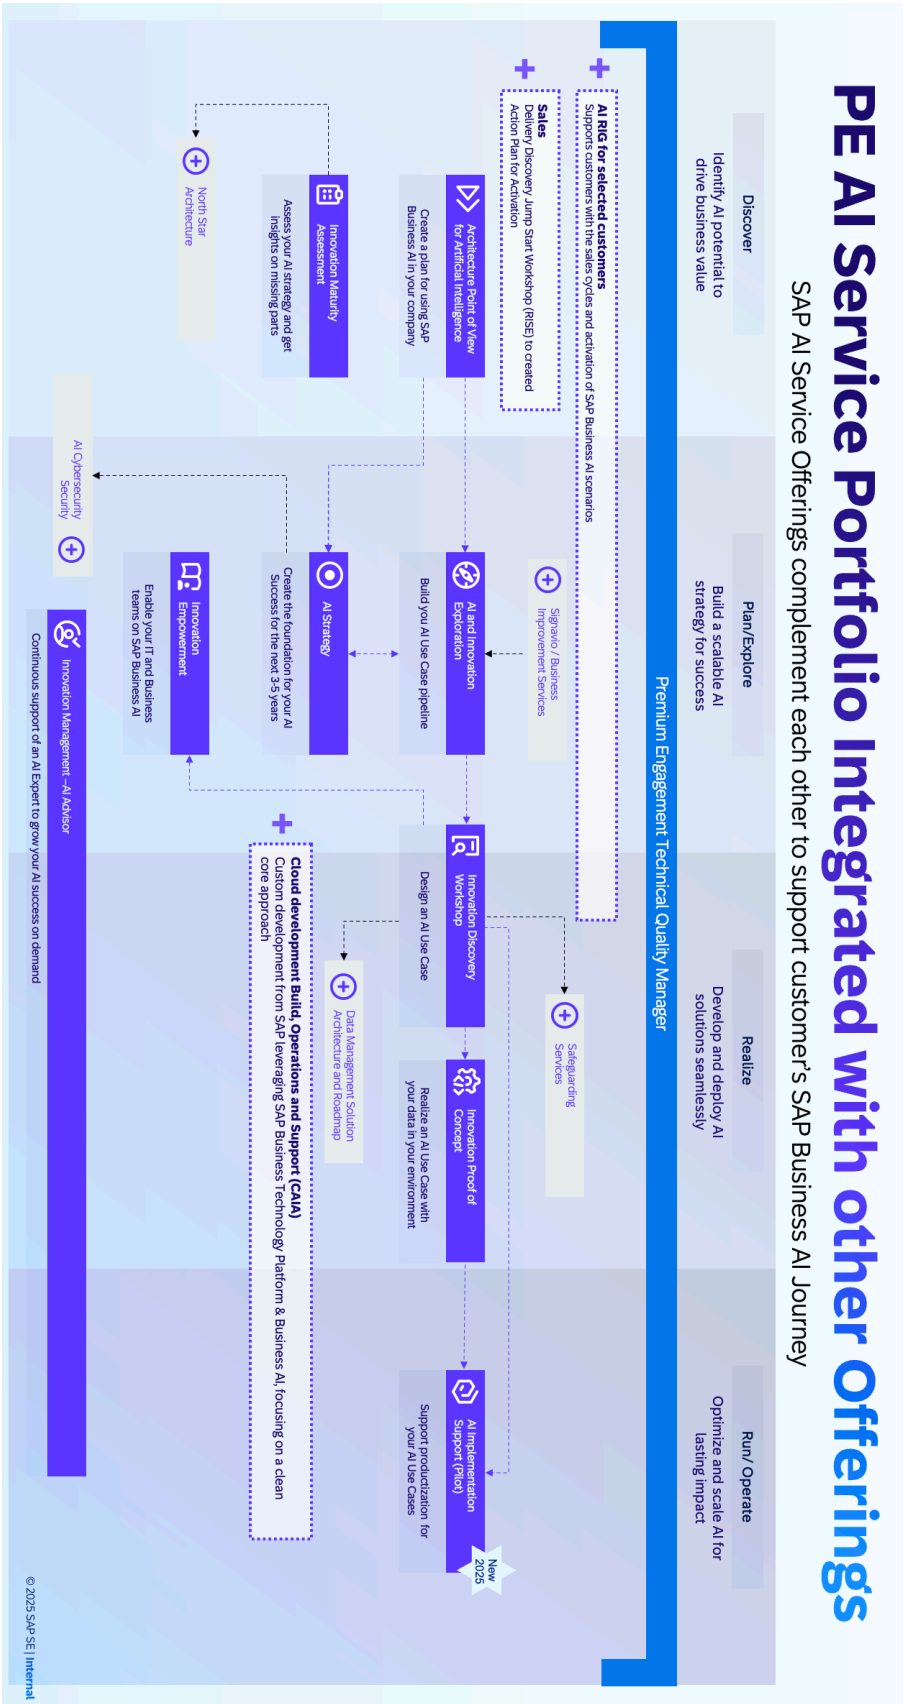 PE AI Service Portfolio Integrated with other Offerings
SAP AI Service Offerings complement each other to support customer's SAP Business AI Journey
Discover
Identify AI potential to
drive business value
Plan/Explore
Build a scalable AI
strategy for success
Realize
Develop and deploy AI
solutions seamlessly
Run/ Operate
Optimize and scale AI for
lasting impact
Premium Engagement Technical Quality Manager
AI RIG for selected customers
Supports customers with the sales cycles and activation of SAP Business AI scenarios
Sales
Delivery Discovery Jump Start Workshop (RISE) to created
Action Plan for Activation
Signavio / Business
Improvement Services
Safeguarding
Services
Architecture Point of View
for Artificial Intelligence
Create a plan for using SAP
Business AI in your company
AI and Innovation
Exploration
Build you AI Use Case pipeline
Innovation Discovery
Workshop
Design an AI Use Case
Innovation Proof of
Concept
Realize an AI Use Case with
your data in your environment
AI Implementation
Support (Pilot)
Support productization for
your AI Use Cases
New
2025
Innovation Maturity
Assessment
Assess your AI strategy and get
insights on missing parts
AI Strategy
Create the foundation for your AI
Success for the next 3-5 years
Data Management Solution
Architecture and Roadmap
Cloud development Build, Operations and Support (CAIA)
Custom development from SAP leveraging SAP Business Technology Platform & Business AI, focusing on a clean
core approach
North Star
Architecture
Innovation
Empowerment
Enable your IT and Business
teams on SAP Business AI
AI Cybersecurity
Security
Innovation Management –AI Advisor
Continuous support of an AI Expert to grow your AI success on demand
© 2025 SAP SE | Internal